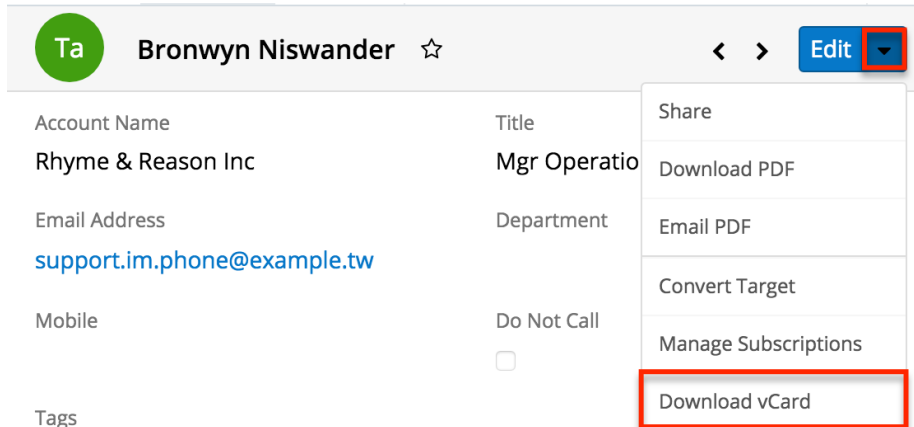 Ta
Bronwyn Niswander
Edit
Account Name
Rhyme & Reason Inc
Title
Mgr Operatio
Email Address
support.im.phone@example.tw
Department
Mobile
Do Not Call
Tags
Share
Download PDF
Email PDF
Convert Target
Manage Subscriptions
Download vCard